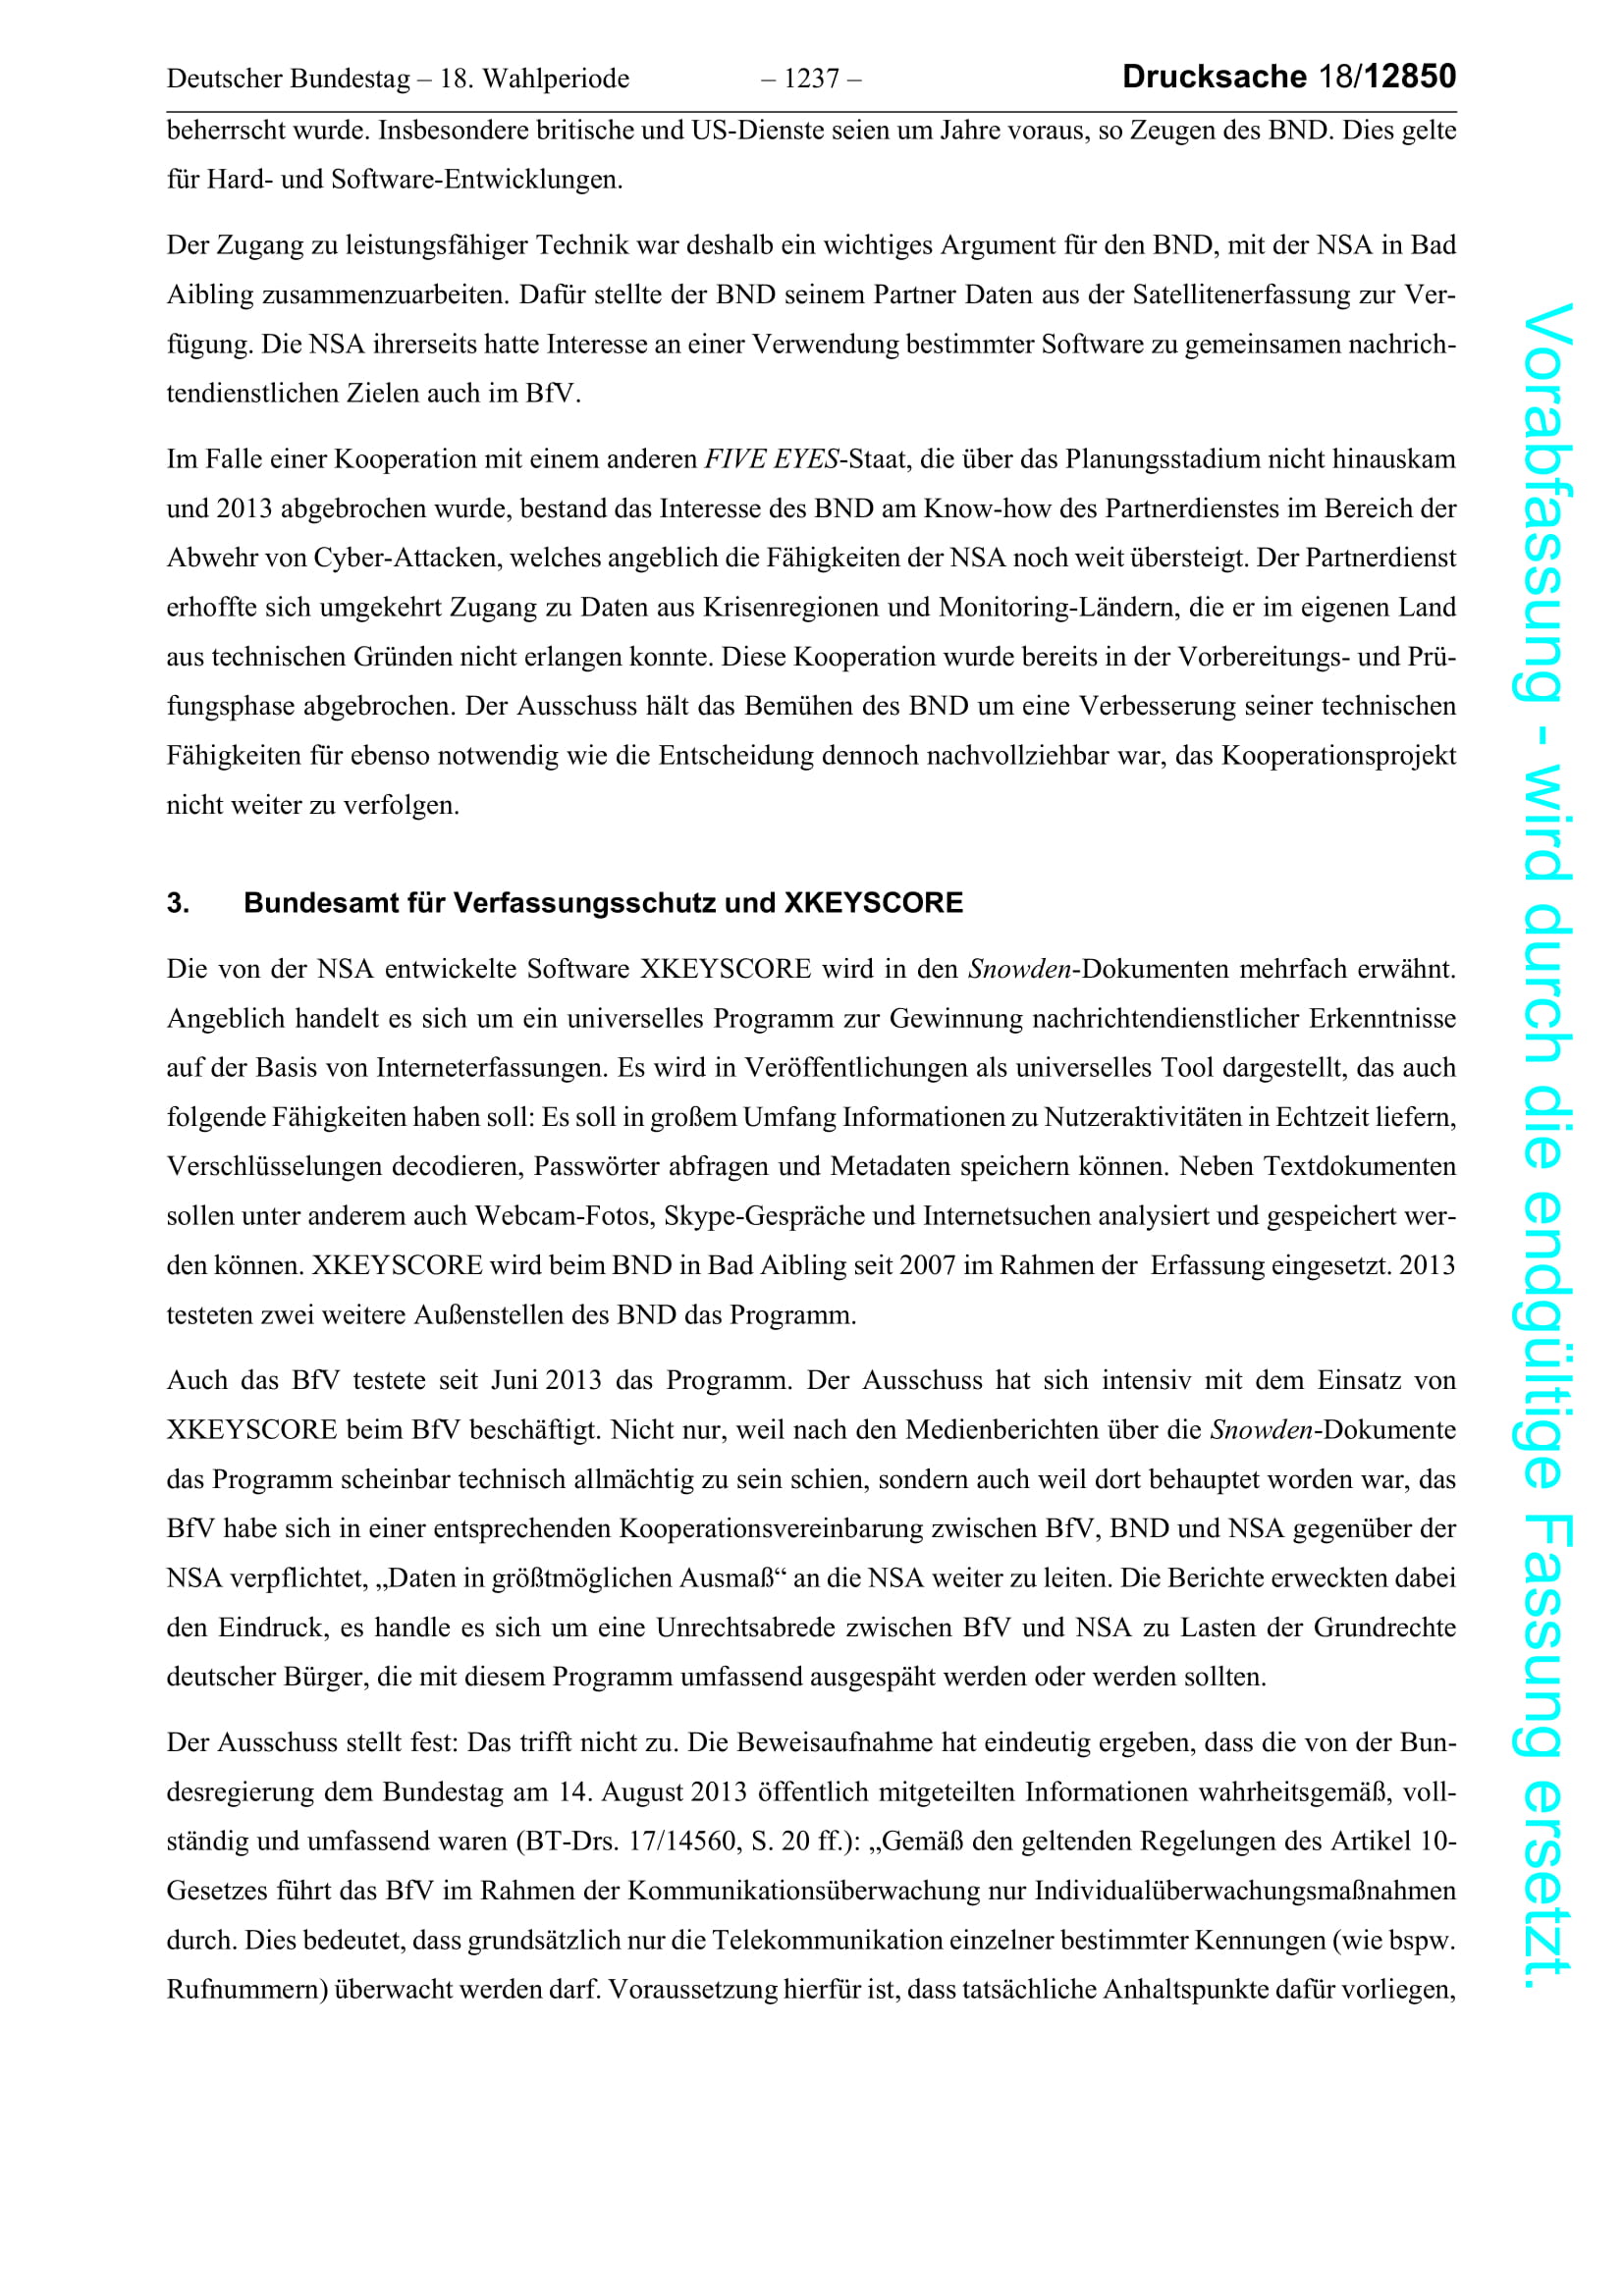 Deutscher Bundestag – 18. Wahlperiode – 1237 – Drucksache 18/12850
beherrscht wurde. Insbesondere britische und US-Dienste seien um Jahre voraus, so Zeugen des BND. Dies gelte
für Hard- und Software-Entwicklungen.
Der Zugang zu leistungsfähiger Technik war deshalb ein wichtiges Argument für den BND, mit der NSA in Bad
Aibling zusammenzuarbeiten. Dafür stellte der BND seinem Partner Daten aus der Satellitenerfassung zur Ver-
fügung. Die NSA ihrerseits hatte Interesse an einer Verwendung bestimmter Software zu gemeinsamen nachrich-
tendienstlichen Zielen auch im BfV.
Im Falle einer Kooperation mit einem anderen FIVE EYES-Staat, die über das Planungsstadium nicht hinauskam
und 2013 abgebrochen wurde, bestand das Interesse des BND am Know-how des Partnerdienstes im Bereich der
Abwehr von Cyber-Attacken, welches angeblich die Fähigkeiten der NSA noch weit übersteigt. Der Partnerdienst
erhoffte sich umgekehrt Zugang zu Daten aus Krisenregionen und Monitoring-Ländern, die er im eigenen Land
aus technischen Gründen nicht erlangen konnte. Diese Kooperation wurde bereits in der Vorbereitungs- und Prü-
fungsphase abgebrochen. Der Ausschuss hält das Bemühen des BND um eine Verbesserung seiner technischen
Fähigkeiten für ebenso notwendig wie die Entscheidung dennoch nachvollziehbar war, das Kooperationsprojekt
nicht weiter zu verfolgen.
3. Bundesamt für Verfassungsschutz und XKEYSCORE
Die von der NSA entwickelte Software XKEYSCORE wird in den Snowden-Dokumenten mehrfach erwähnt.
Angeblich handelt es sich um ein universelles Programm zur Gewinnung nachrichtendienstlicher Erkenntnisse
auf der Basis von Interneterfassungen. Es wird in Veröffentlichungen als universelles Tool dargestellt, das auch
folgende Fähigkeiten haben soll: Es soll in großem Umfang Informationen zu Nutzeraktivitäten in Echtzeit liefern,
Verschlüsselungen decodieren, Passwörter abfragen und Metadaten speichern können. Neben Textdokumenten
sollen unter anderem auch Webcam-Fotos, Skype-Gespräche und Internetsuchen analysiert und gespeichert wer-
den können. XKEYSCORE wird beim BND in Bad Aibling seit 2007 im Rahmen der Erfassung eingesetzt. 2013
testeten zwei weitere Außenstellen des BND das Programm.
Auch das BfV testete seit Juni 2013 das Programm. Der Ausschuss hat sich intensiv mit dem Einsatz von
XKEYSCORE beim BfV beschäftigt. Nicht nur, weil nach den Medienberichten über die Snowden-Dokumente
das Programm scheinbar technisch allmächtig zu sein schien, sondern auch weil dort behauptet worden war, das
BfV habe sich in einer entsprechenden Kooperationsvereinbarung zwischen BfV, BND und NSA gegenüber der
NSA verpflichtet, „Daten in größtmöglichen Ausmaß“ an die NSA weiter zu leiten. Die Berichte erweckten dabei
den Eindruck, es handle es sich um eine Unrechtsabrede zwischen BfV und NSA zu Lasten der Grundrechte
deutscher Bürger, die mit diesem Programm umfassend ausgespäht werden oder werden sollten.
Der Ausschuss stellt fest: Das trifft nicht zu. Die Beweisaufnahme hat eindeutig ergeben, dass die von der Bun-
desregierung dem Bundestag am 14. August 2013 öffentlich mitgeteilten Informationen wahrheitsgemäß, voll-
ständig und umfassend waren (BT-Drs. 17/14560, S. 20 ff.): „Gemäß den geltenden Regelungen des Artikel 10-
Gesetzes führt das BfV im Rahmen der Kommunikationsüberwachung nur Individualüberwachungsmaßnahmen
durch. Dies bedeutet, dass grundsätzlich nur die Telekommunikation einzelner bestimmter Kennungen (wie bspw.
Rufnummern) überwacht werden darf. Voraussetzung hierfür ist, dass tatsächliche Anhaltspunkte dafür vorliegen,
Vorabfassung - wird durch die endgültige Fassung ersetzt.